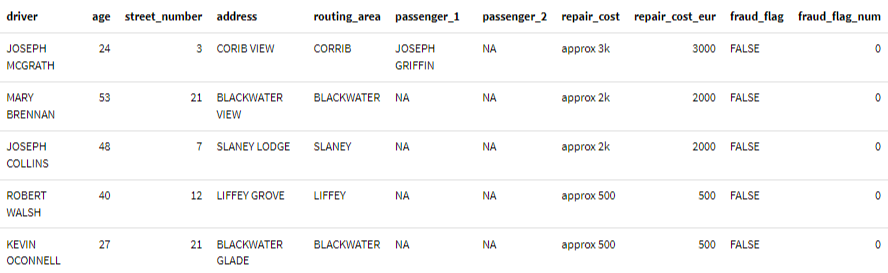 driver age street_number address routing_area passenger_1 passenger_2 repair_cost repair_cost_eur fraud_flag fraud_flag_num
JOSEPH MCGRATH 24 3 CORIB VIEW CORRIB JOSEPH GRIFFIN NA approx 3k 3000 FALSE 0
MARY BRENNAN 53 21 BLACKWATER VIEW BLACKWATER NA NA approx 2k 2000 FALSE 0
JOSEPH COLLINS 48 7 SLANEY LODGE SLANEY NA NA approx 2k 2000 FALSE 0
ROBERT WALSH 40 12 LIFFEY GROVE LIFFEY NA NA approx 500 500 FALSE 0
KEVIN OCONNELL 27 21 BLACKWATER GLADE BLACKWATER NA NA approx 500 500 FALSE 0